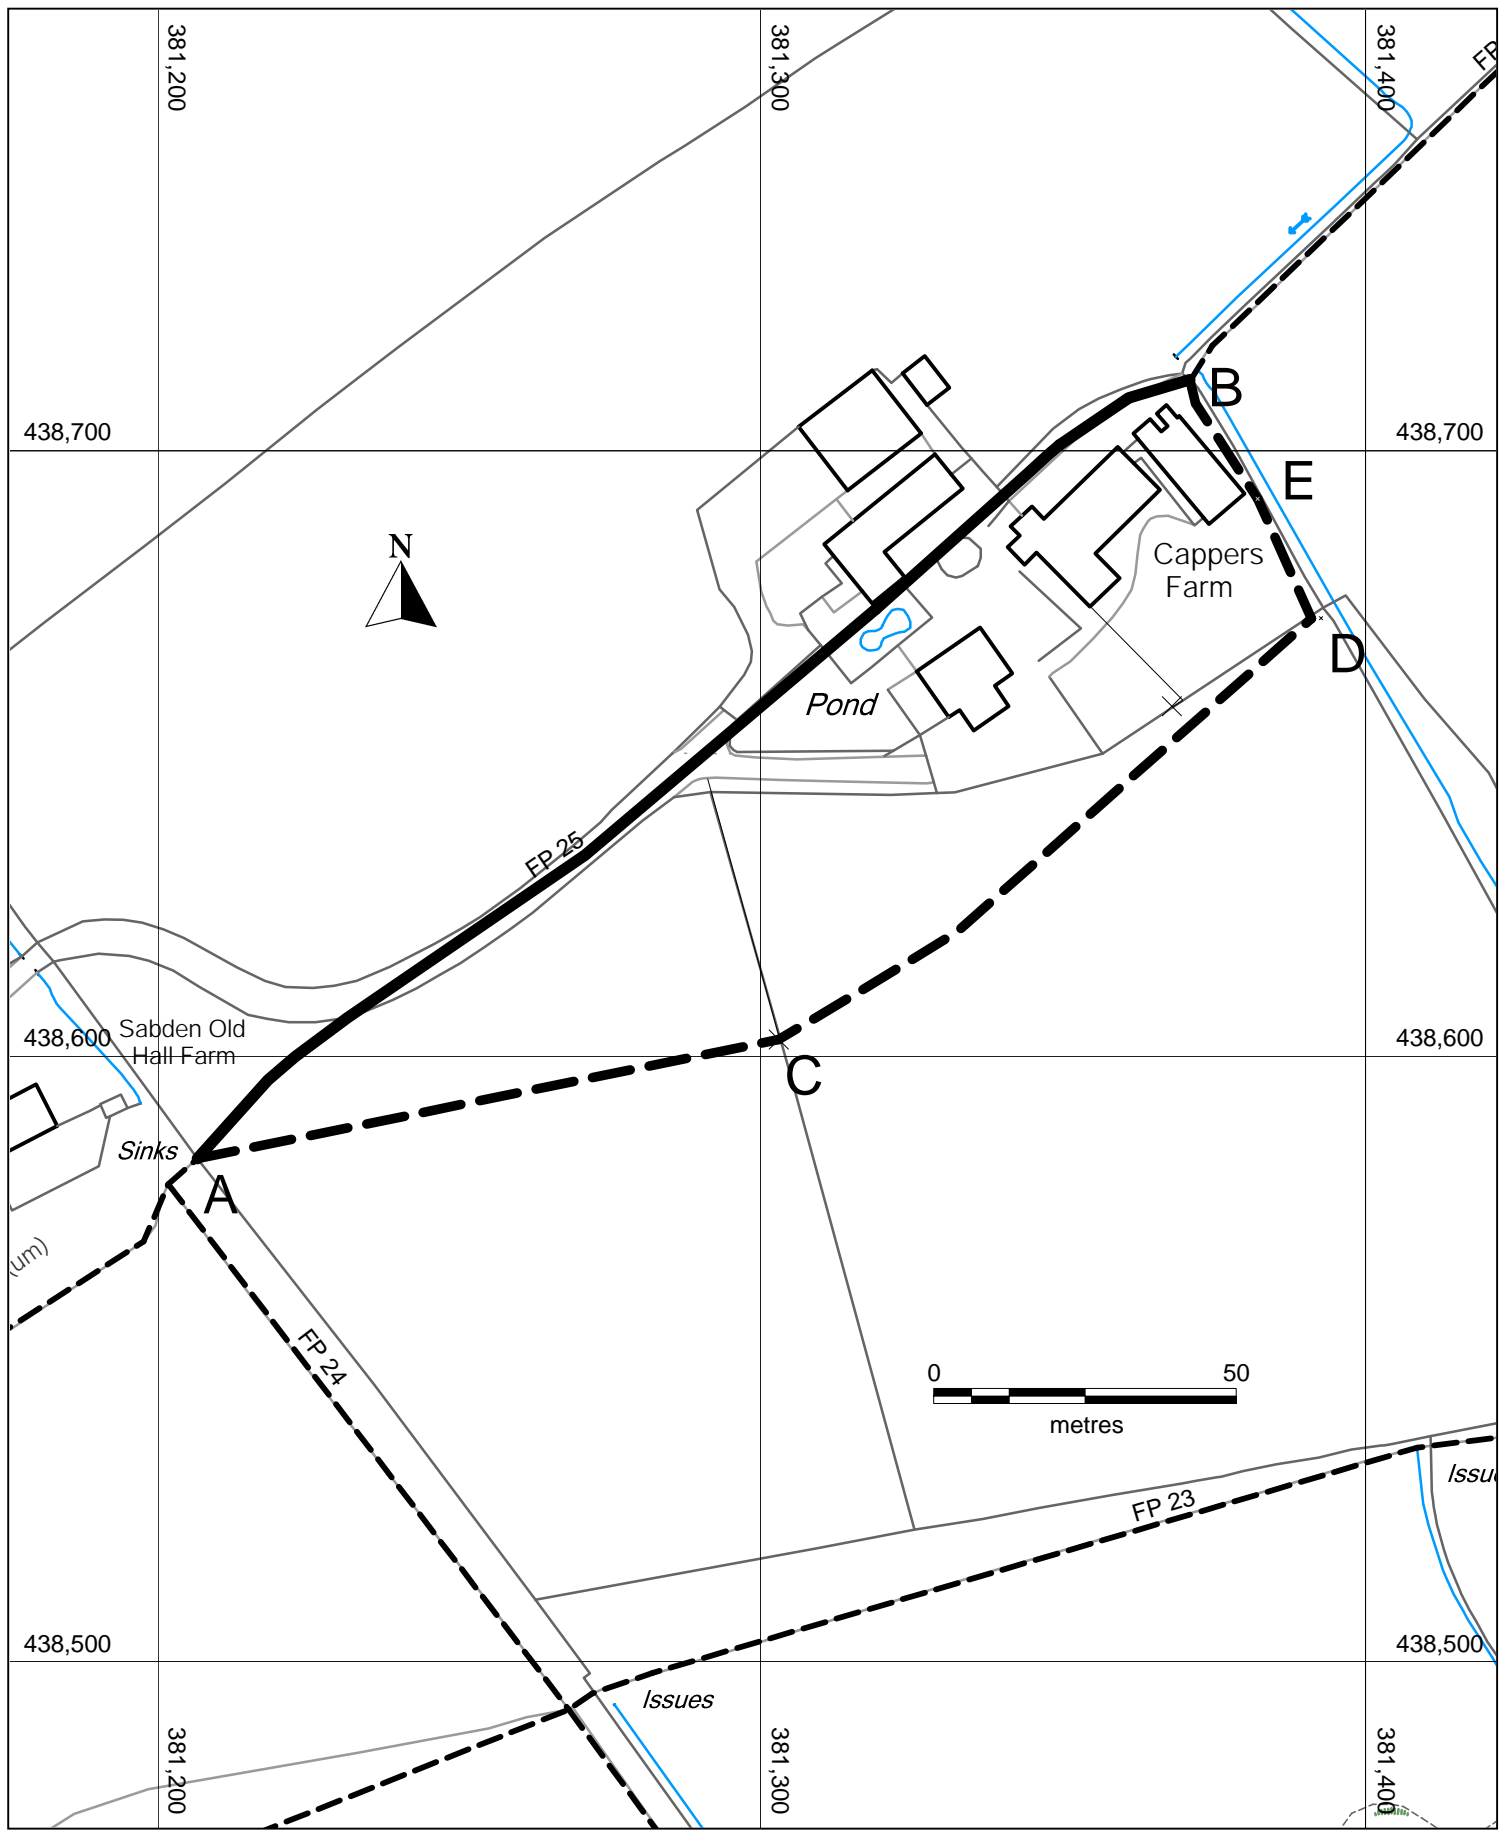 381,200
381,300
381,400
FP
B
438,700
438,700
E
N
Cappers
Farm
D
Pond
FP 25
Sabden Old
Hall Farm
438,600
438,600
C
Sinks
A
(um)
FP 24
0 50
metres
FP 23
Issu
438,500
438,500
Issues
381,200
381,300
381,400